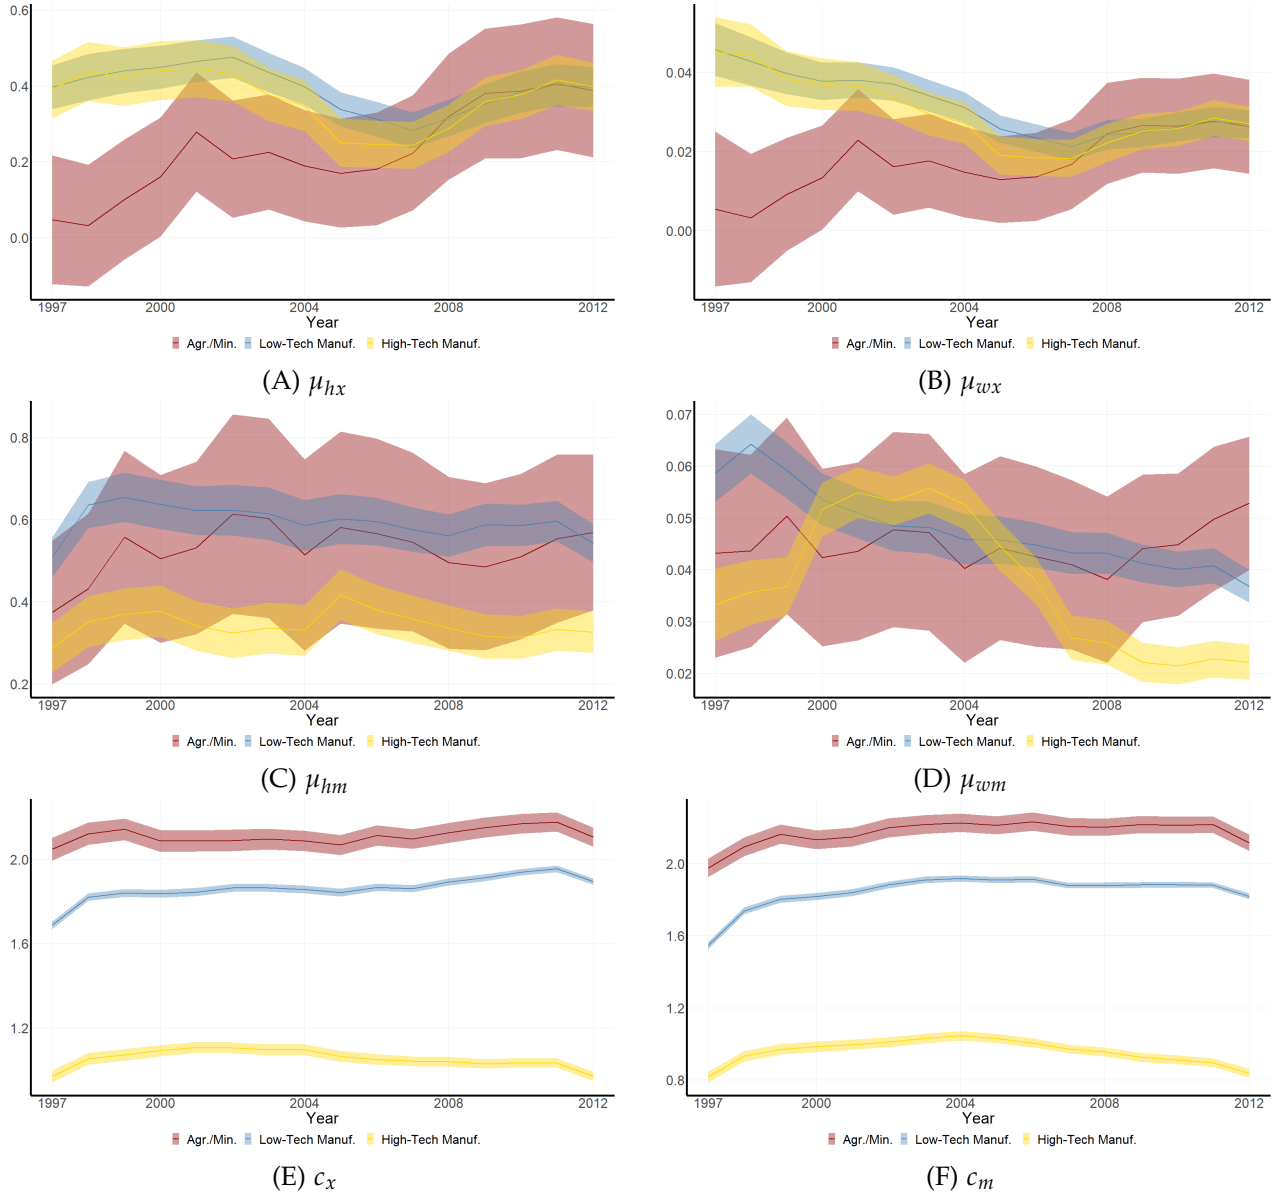 0.6
0.4
0.2
0.0
1997 2000 2004 2008 2012
Year
Agr./Min. Low-Tech Manuf. High-Tech Manuf.
(A) μhx
0.04
0.02
0.00
1997 2000 2004 2008 2012
Year
Agr./Min. Low-Tech Manuf. High-Tech Manuf.
(B) μwx
0.8
0.6
0.4
0.2
1997 2000 2004 2008 2012
Year
Agr./Min. Low-Tech Manuf. High-Tech Manuf.
(C) μhm
0.07
0.06
0.05
0.04
0.03
0.02
1997 2000 2004 2008 2012
Year
Agr./Min. Low-Tech Manuf. High-Tech Manuf.
(D) μwm
2.0
1.6
1.2
1997 2000 2004 2008 2012
Year
Agr./Min. Low-Tech Manuf. High-Tech Manuf.
(E) cx
2.0
1.6
1.2
0.8
1997 2000 2004 2008 2012
Year
Agr./Min. Low-Tech Manuf. High-Tech Manuf.
(F) cm